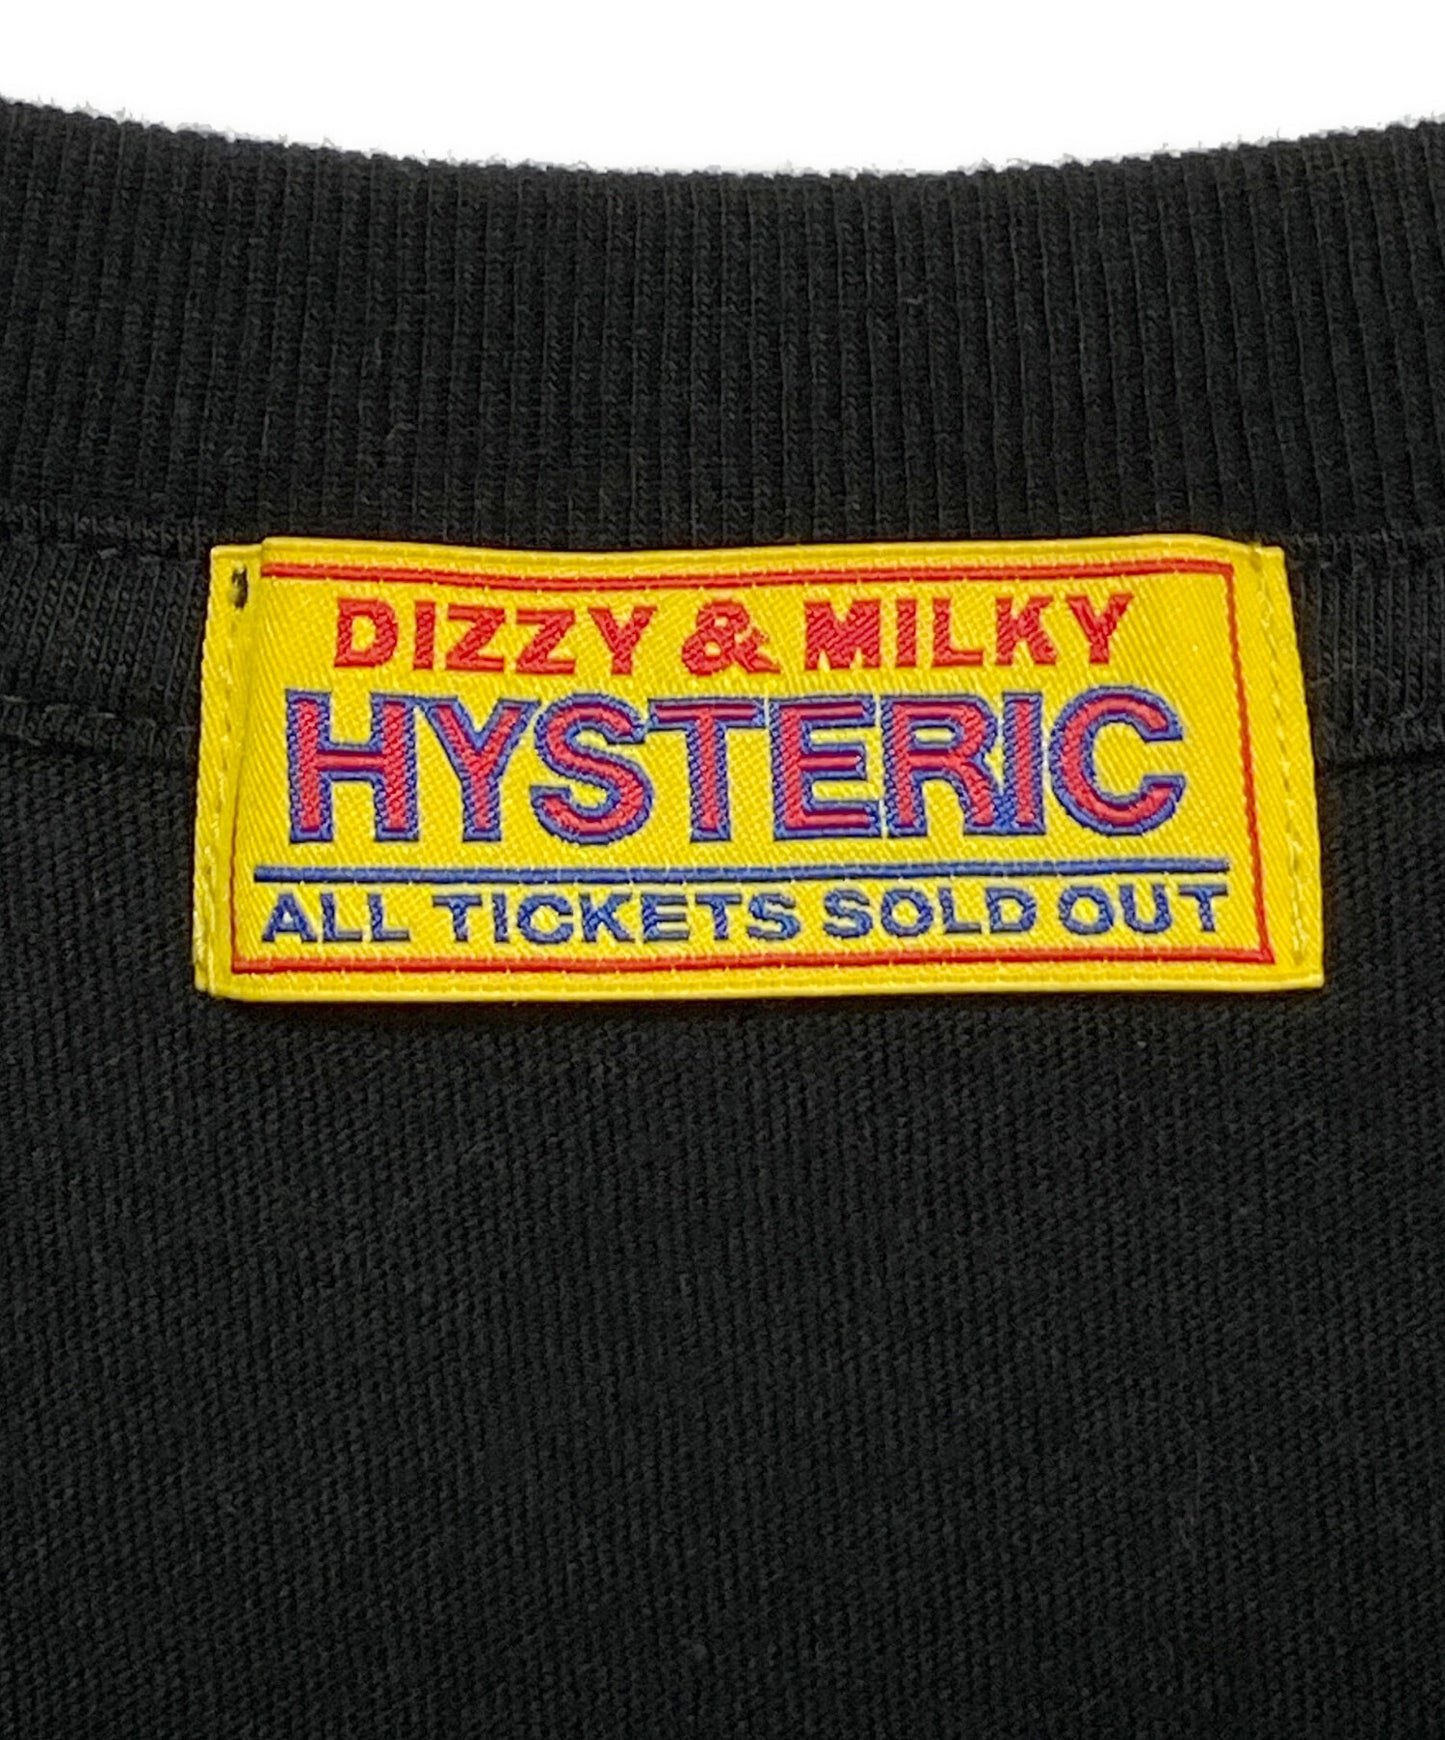 DIZZY & MILKY
HYSTERIC
ALL TICKETS SOLD OUT